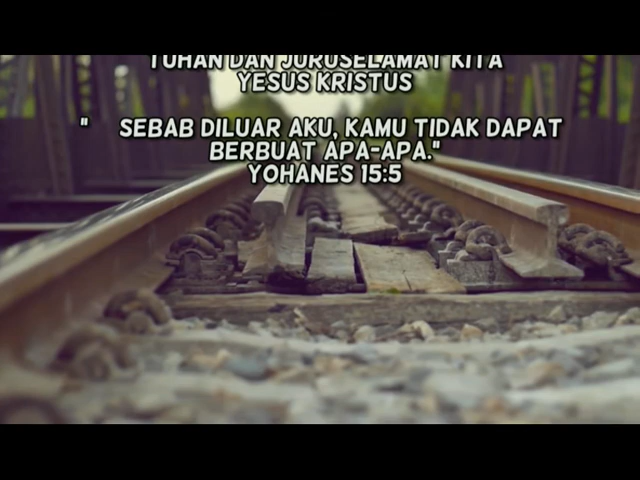 TUHAN DAN JURUSELAMAT KITA
YESUS KRISTUS
" SEBAB DILUAR AKU, KAMU TIDAK DAPAT
BERBUAT APA-APA."
YOHANES 15:5